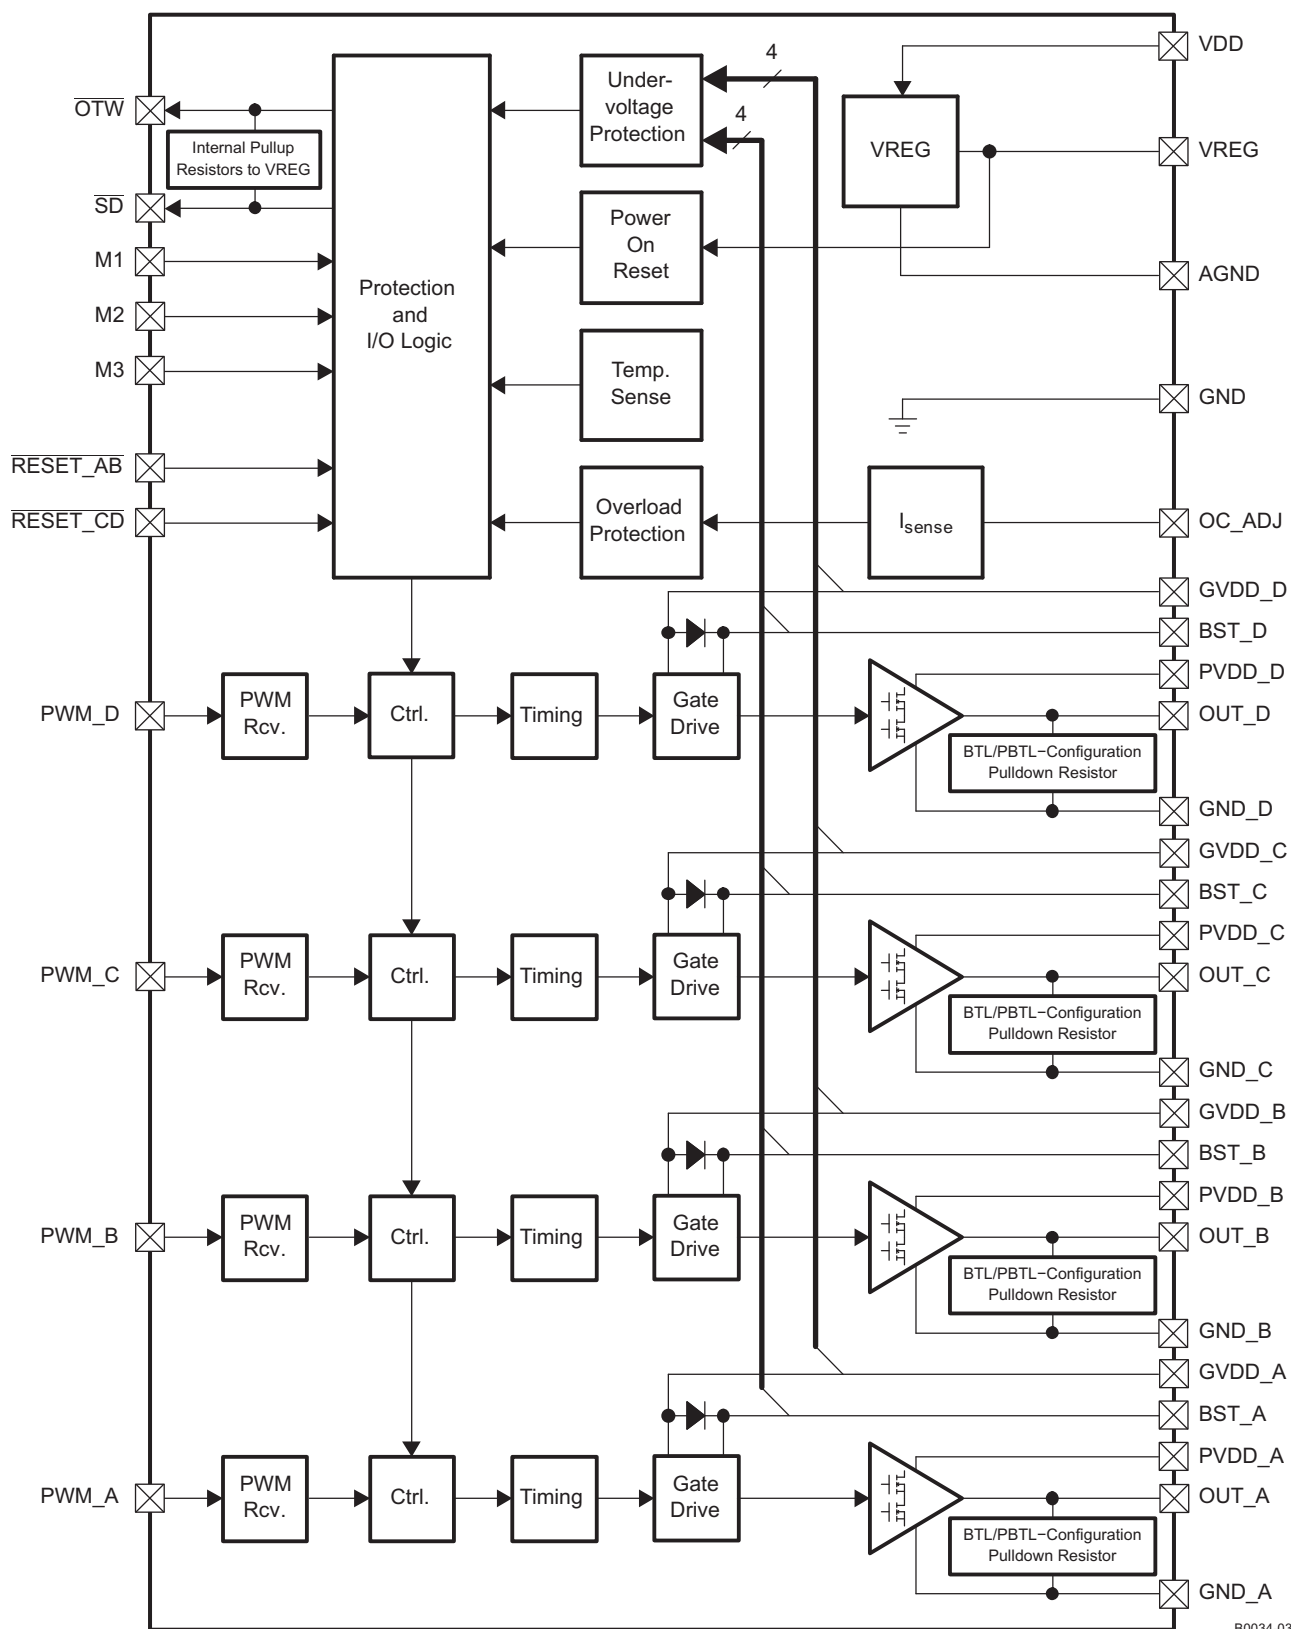 4
VDD
Under-
voltage
Protection
OTW
4
Internal Pullup
Resistors to VREG
VREG
VREG
SD
Power
On
Reset
M1
AGND
Protection
and
I/O Logic
M2
M3
Temp.
Sense
GND
RESET_AB
RESET_CD
Overload
Protection
Isense
OC_ADJ
GVDD_D
BST_D
PVDD_D
PWM_D
PWM
Rcv.
Ctrl.
Timing
Gate
Drive
OUT_D
BTL/PBTL−Configuration
Pulldown Resistor
GND_D
GVDD_C
BST_C
PVDD_C
PWM_C
PWM
Rcv.
Ctrl.
Timing
Gate
Drive
OUT_C
BTL/PBTL−Configuration
Pulldown Resistor
GND_C
GVDD_B
BST_B
PVDD_B
PWM_B
PWM
Rcv.
Ctrl.
Timing
Gate
Drive
OUT_B
BTL/PBTL−Configuration
Pulldown Resistor
GND_B
GVDD_A
BST_A
PVDD_A
PWM_A
PWM
Rcv.
Ctrl.
Timing
Gate
Drive
OUT_A
BTL/PBTL−Configuration
Pulldown Resistor
GND_A
B0034-03